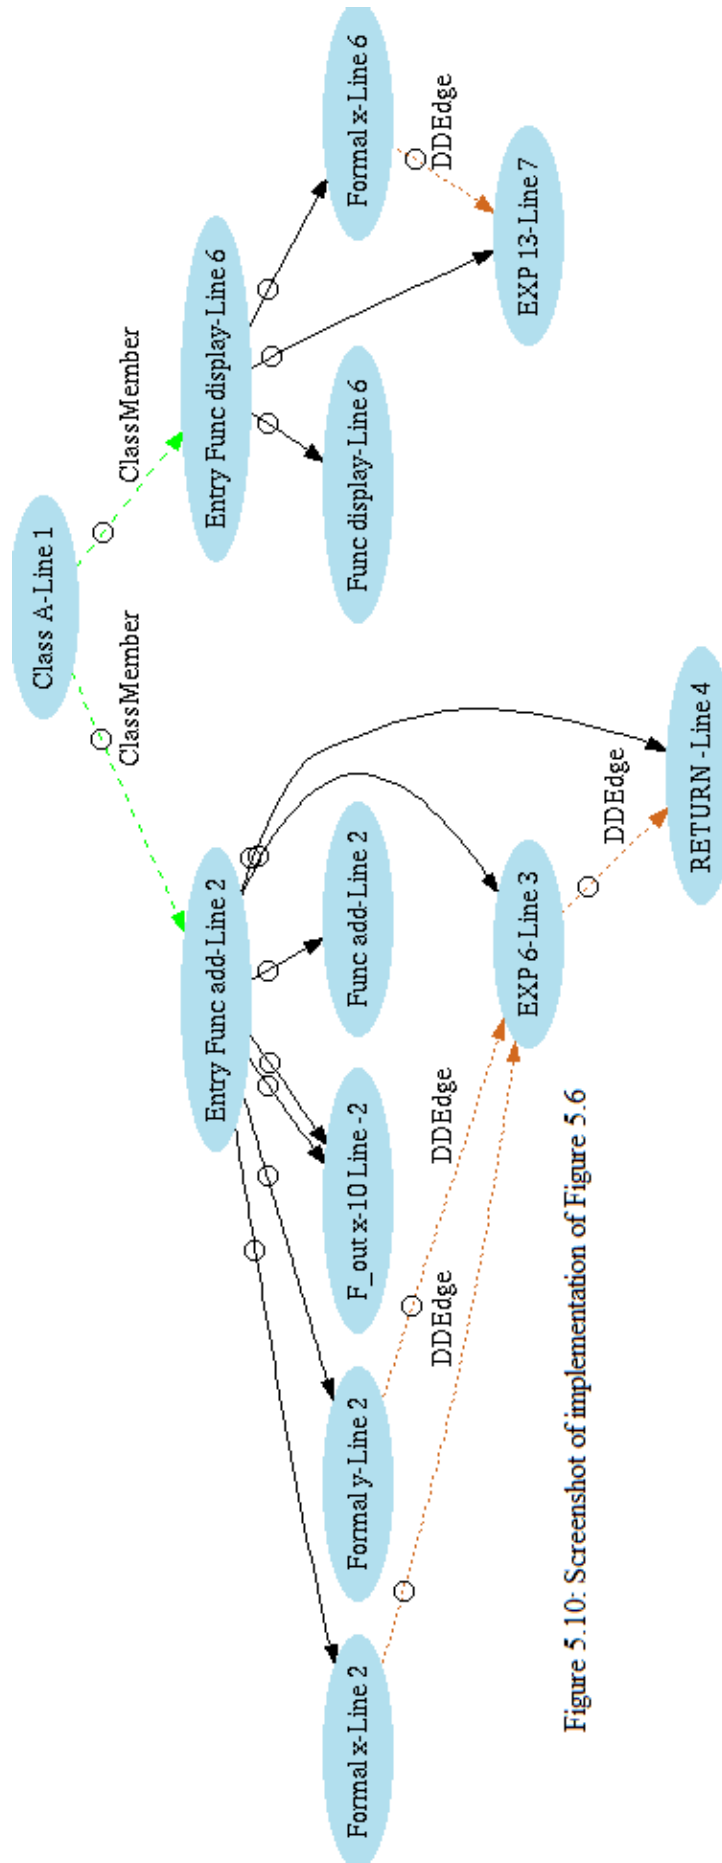 Class A-Line 1
ClassMember
ClassMember
Entry Func add-Line 2
Entry Func display-Line 6
Formal x-Line 2
Formal y-Line 2
F_out x-10 Line -2
Func add-Line 2
Func display-Line 6
Formal x-Line 6
DDEdge
DDEdge
DDEdge
EXP 6-Line 3
EXP 13-Line 7
DDEdge
RETURN -Line 4
Figure 5.10: Screenshot of implementation of Figure 5.6